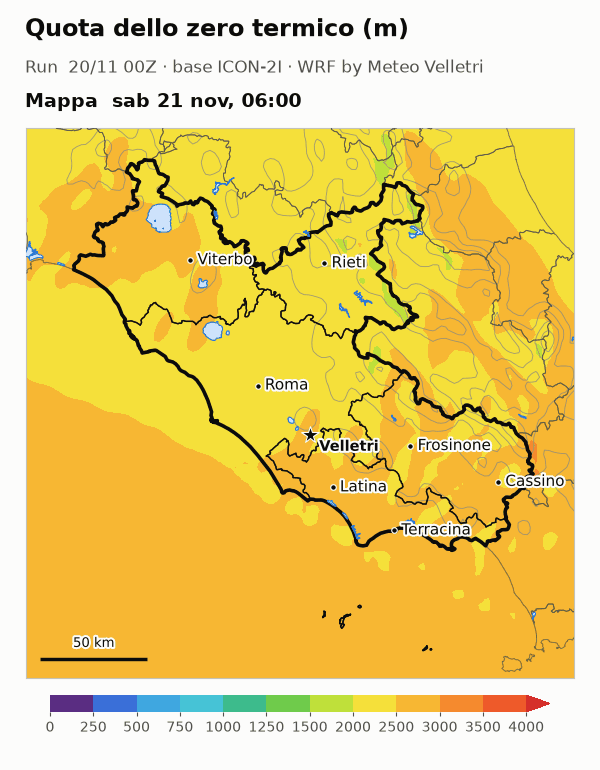 Quota dello zero termico (m)
Run  20/11 00Z · base ICON-2I · WRF by Meteo Velletri
Mappa  sab 21 nov, 06:00
Viterbo
Rieti
Roma
Velletri
Frosinone
Cassino
Latina
Terracina
50 km
0 250 500 750 1000 1250 1500 2000 2500 3000 3500 4000